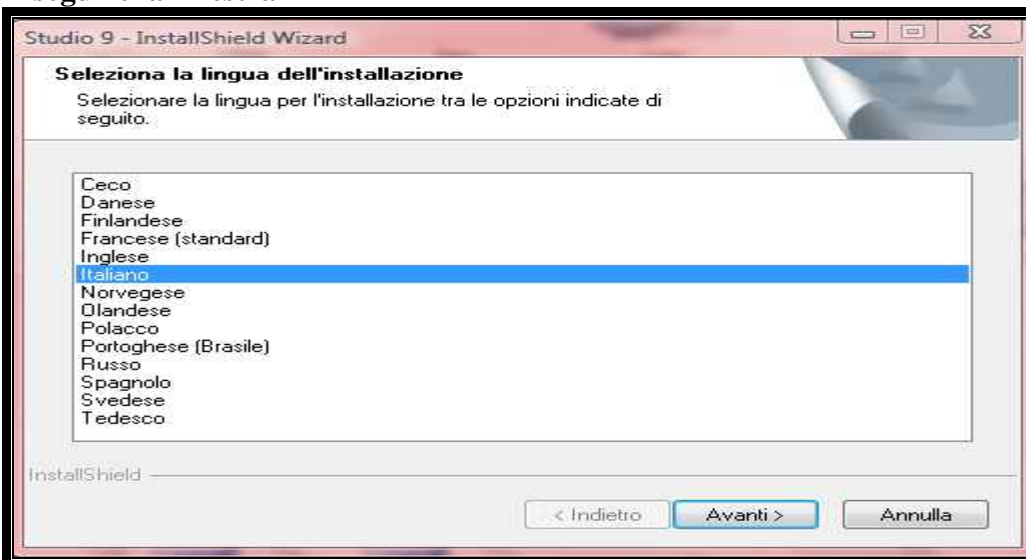 Studio 9 - InstallShield Wizard
Seleziona la lingua dell'installazione
Selezionare la lingua per l'installazione tra le opzioni indicate di
seguito.
Ceco
Danese
Finlandese
Francese (standard)
Inglese
Italiano
Norvegese
Olandese
Polacco
Portoghese (Brasile)
Russo
Spagnolo
Svedese
Tedesco
InstallShield
< Indietro
Avanti >
Annulla